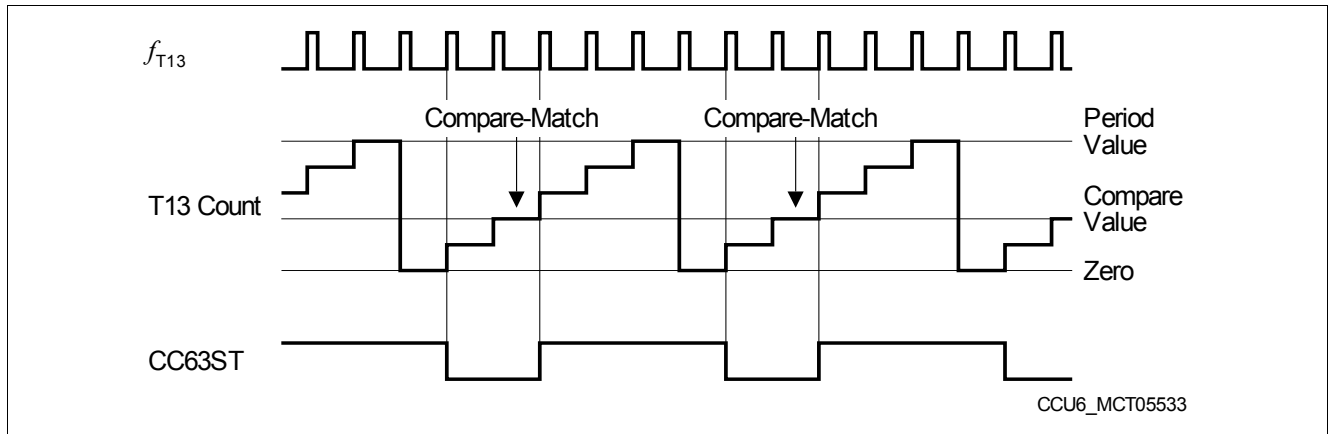 fT13
Compare-Match
Compare-Match
Period
Value
T13 Count
Compare
Value
Zero
CC63ST
CCU6_MCT05533